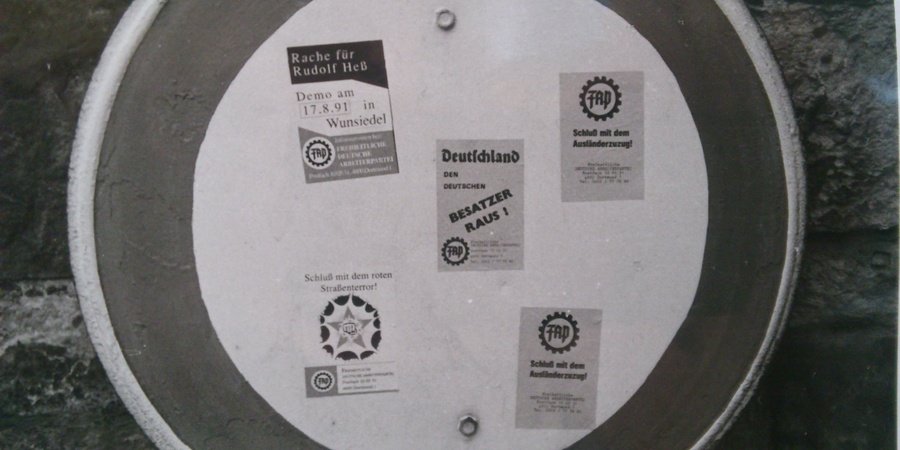 Rache für
Rudolf Heß
Demo am
17.8.91 in
Wunsiedel
FAP
FREIHEITLICHE
DEUTSCHE
ARBEITERPARTEI
Deutschland
DEN
DEUTSCHEN
BESATZER
RAUS!
FAP
FAP
Schluß mit dem
Ausländerzuzug!
Schluß mit dem roten
Straßenterror!
FAP
Schluß mit dem
Ausländerzuzug!